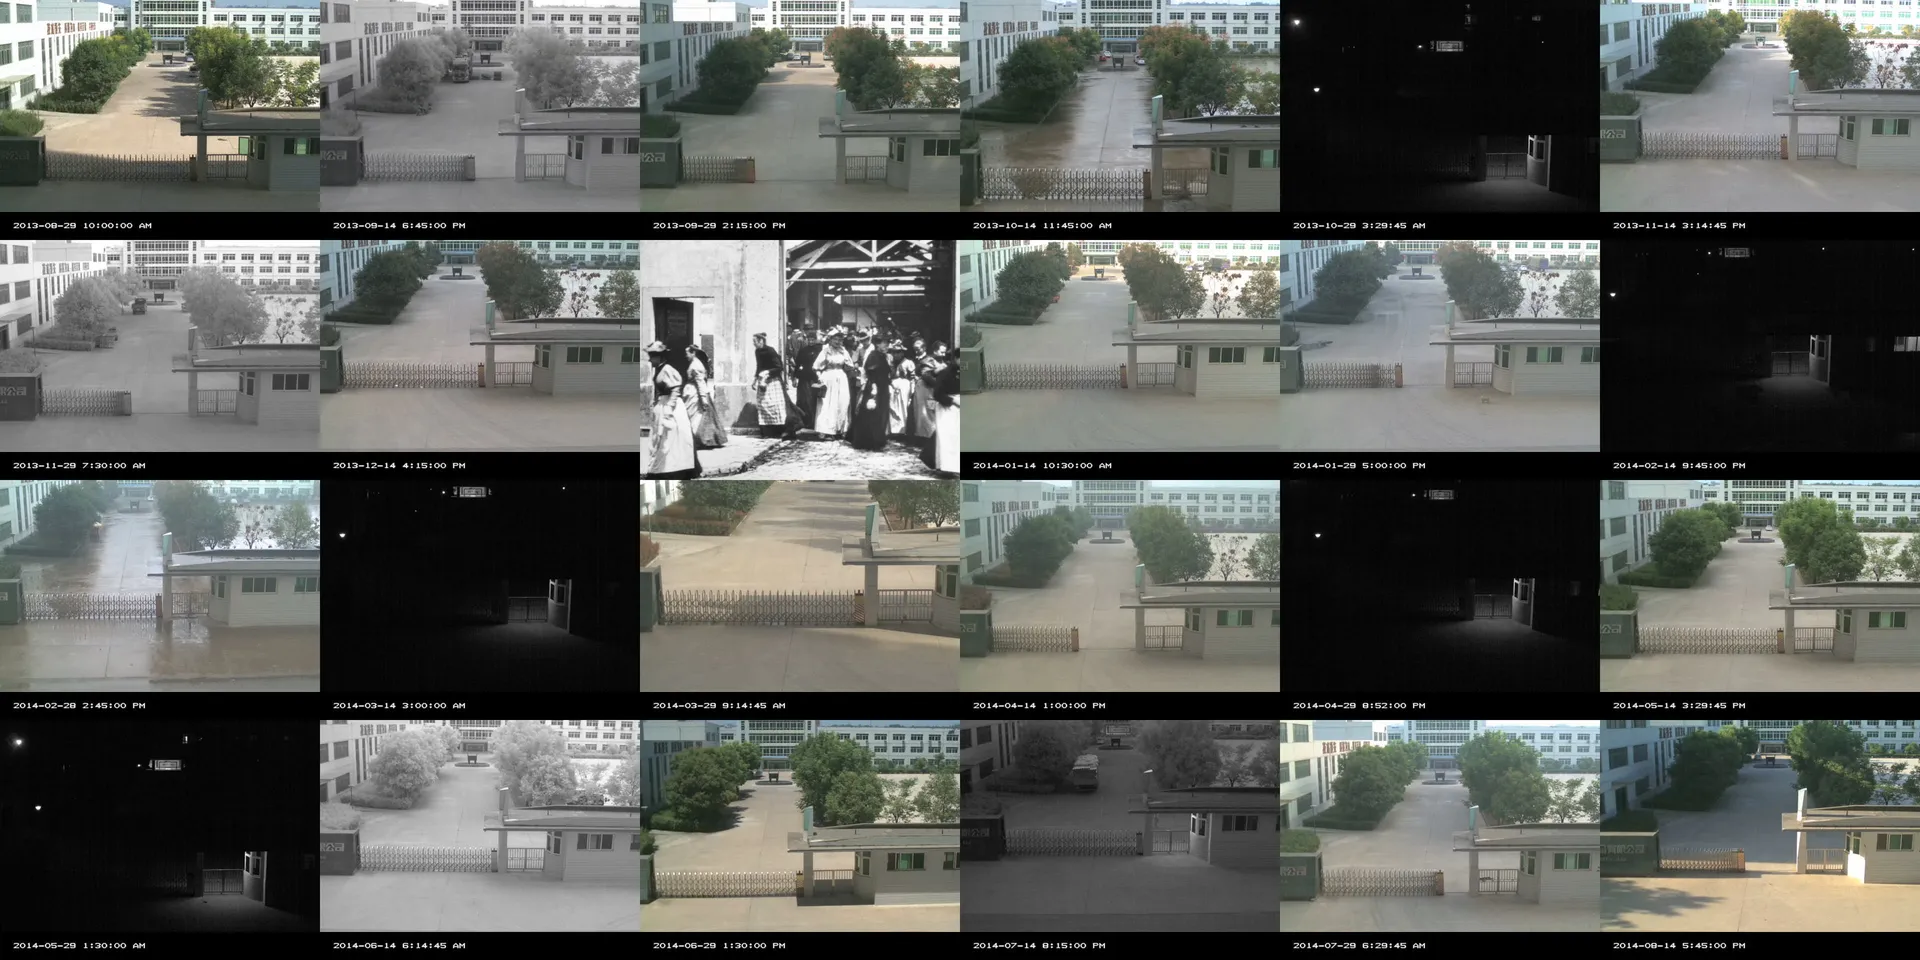 2013-08-29 10:00:00 AM
2013-09-14 6:45:00 PM
2013-09-29 2:15:00 PM
2013-10-14 11:45:00 AM
2013-10-29 3:29:45 AM
2013-11-14 3:14:45 PM
2013-11-29 7:30:00 AM
2013-12-14 4:15:00 PM
2014-01-14 10:30:00 AM
2014-01-29 5:00:00 PM
2014-02-14 9:45:00 PM
2014-02-28 2:45:00 PM
2014-03-14 3:00:00 AM
2014-03-29 9:14:45 AM
2014-04-14 1:00:00 PM
2014-04-29 8:52:00 PM
2014-05-14 3:29:45 PM
2014-05-29 1:30:00 AM
2014-06-14 6:14:45 AM
2014-06-29 1:30:00 PM
2014-07-14 8:15:00 PM
2014-07-29 6:29:45 AM
2014-08-14 5:45:00 PM